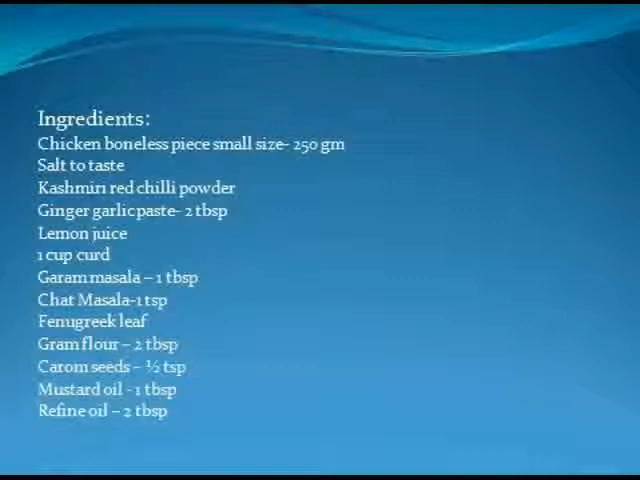 Ingredients:
Chicken boneless piece small size- 250 gm
Salt to taste
Kashmiri red chilli powder
Ginger garlic paste- 2 tbsp
Lemon juice
1 cup curd
Garam masala – 1 tbsp
Chat Masala-1 tsp
Fenugreek leaf
Gram flour – 2 tbsp
Carom seeds – ½ tsp
Mustard oil - 1 tbsp
Refine oil – 2 tbsp